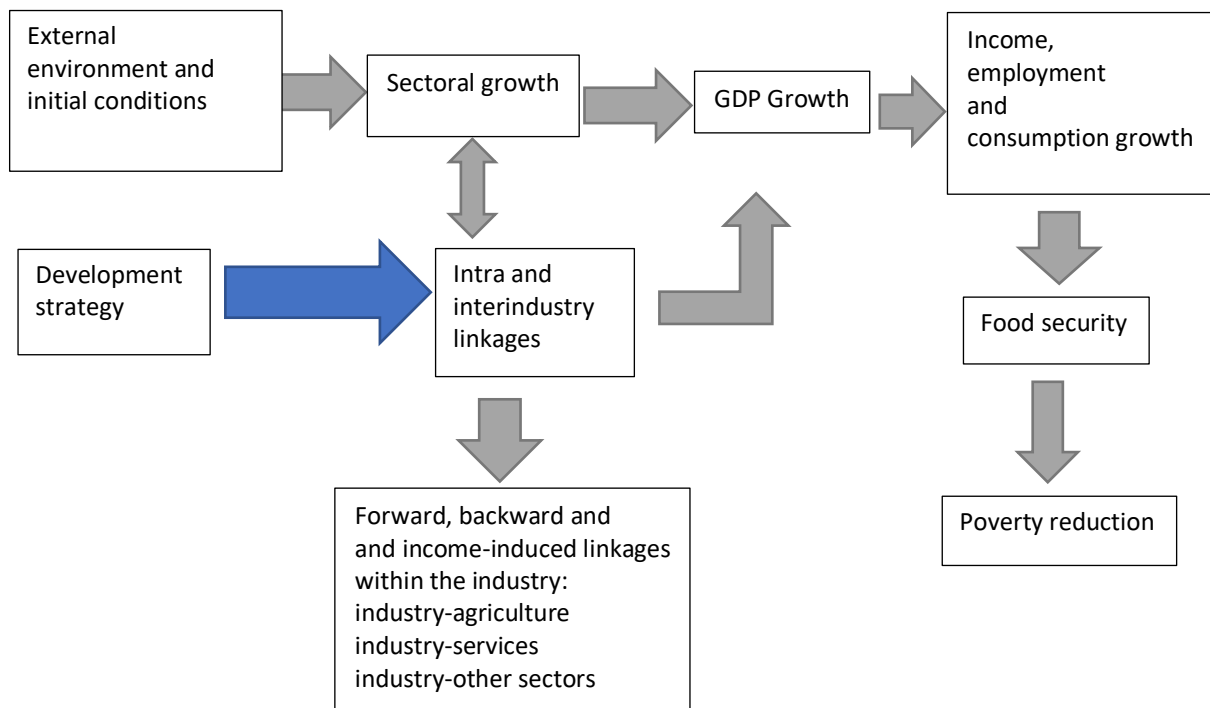 External
environment and
initial conditions
Sectoral growth
GDP Growth
Income,
employment
and
consumption growth
Development
strategy
Intra and
interindustry
linkages
Food security
Forward, backward and
and income-induced linkages
within the industry:
industry-agriculture
industry-services
industry-other sectors
Poverty reduction